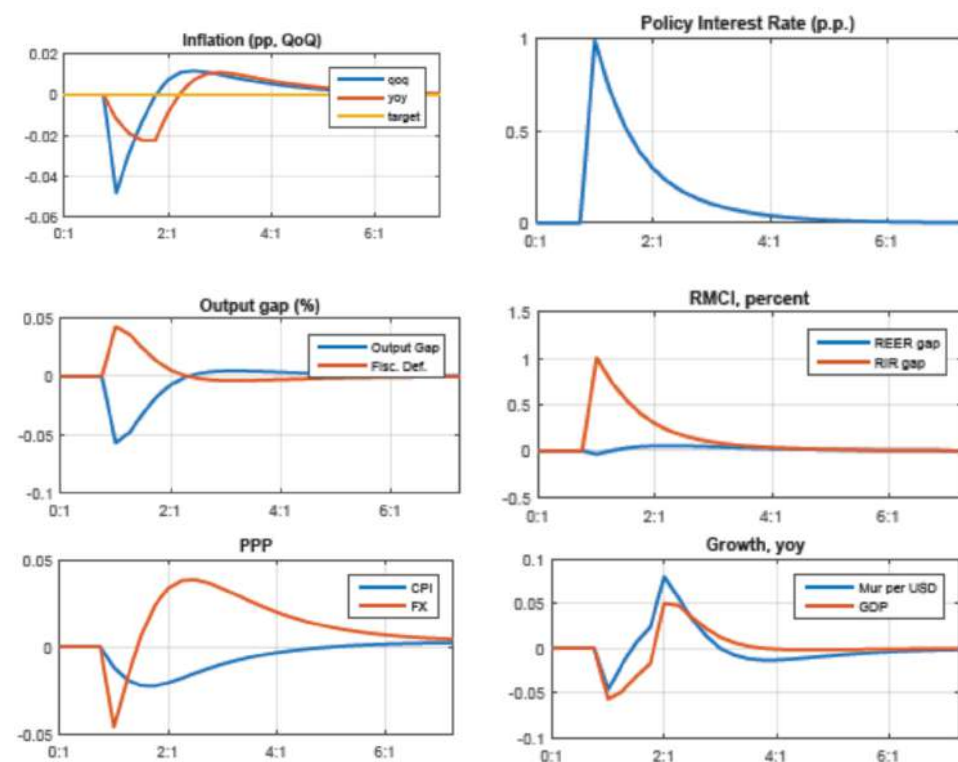 Inflation (pp, QoQ)
0.02
0
-0.02
-0.04
-0.06
0:1 2:1 4:1 6:1
qoq
yoy
target
Policy Interest Rate (p.p.)
1
0.5
0
0:1 2:1 4:1 6:1
Output gap (%)
0.05
0
-0.05
-0.1
0:1 2:1 4:1 6:1
Output Gap
Fisc. Def.
RMCI, percent
1.5
1
0.5
0
-0.5
0:1 2:1 4:1 6:1
REER gap
RIR gap
PPP
0.05
0
-0.05
0:1 2:1 4:1 6:1
CPI
FX
Growth, yoy
0.1
0.05
0
-0.05
-0.1
0:1 2:1 4:1 6:1
Mur per USD
GDP